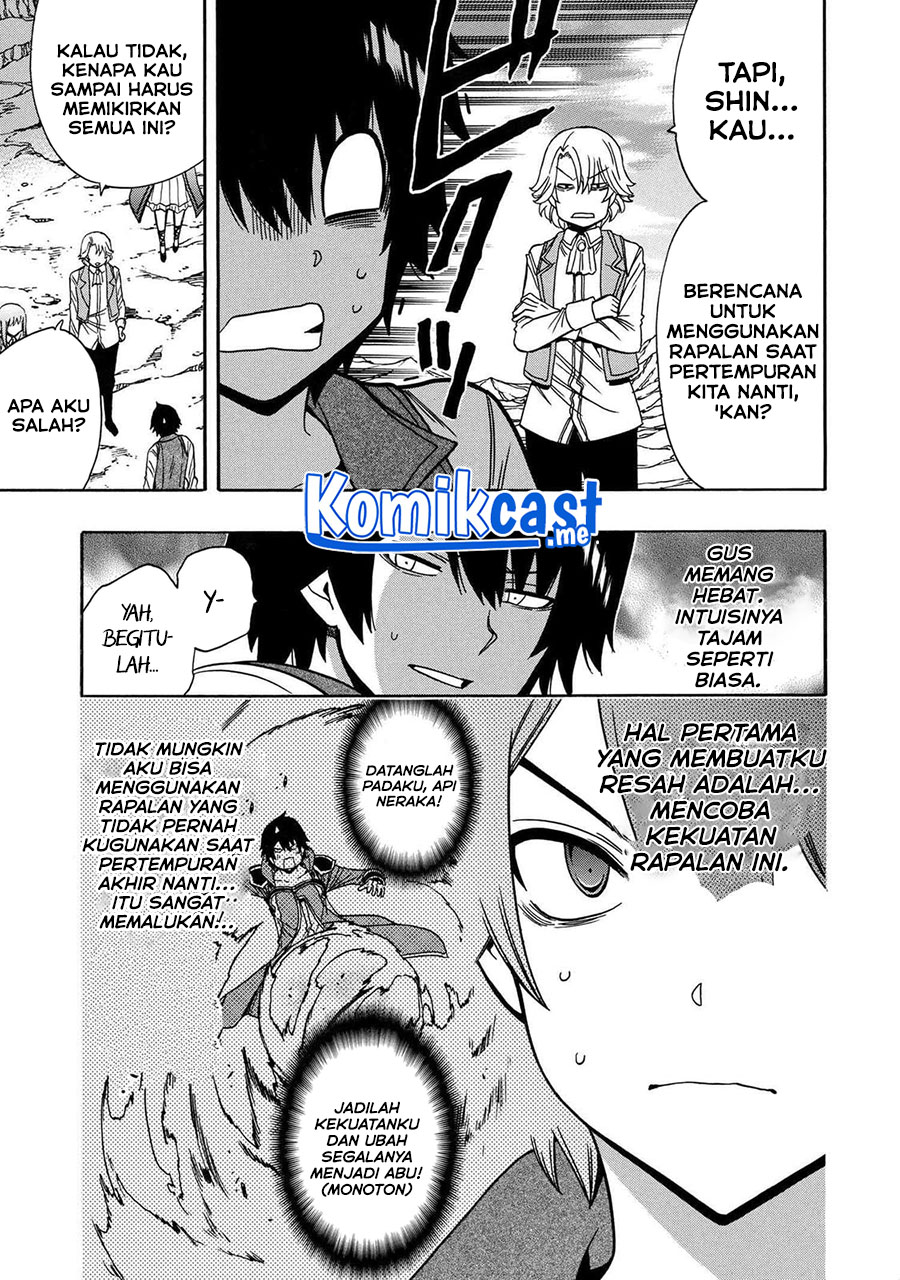 TAPI,
SHIN...
KAU...
BERENCANA
UNTUK
MENGGUNAKAN
RAPALAN SAAT
PERTEMPURAN
KITA NANTI,
'KAN?
KALAU TIDAK,
KENAPA KAU
SAMPAI HARUS
MEMIKIRKAN
SEMUA INI?
APA AKU
SALAH?
Komikcast
.me
GUS
MEMANG
HEBAT.
INTUISINYA
TAJAM
SEPERTI
BIASA.
Y-
YAH,
BEGITU-
LAH...
HAL PERTAMA
YANG MEMBUATKU
RESAH ADALAH...
MENCOBA
KEKUATAN
RAPALAN INI.
DATANGLAH
PADAKU, API
NERAKA!
TIDAK MUNGKIN
AKU BISA
MENGGUNAKAN
RAPALAN YANG
TIDAK PERNAH
KUGUNAKAN SAAT
PERTEMPURAN
AKHIR NANTI...
ITU SANGAT
MEMALUKAN!...
JADILAH
KEKUATANKU
DAN UBAH
SEGALANYA
MENJADI ABU!
(MONOTON)